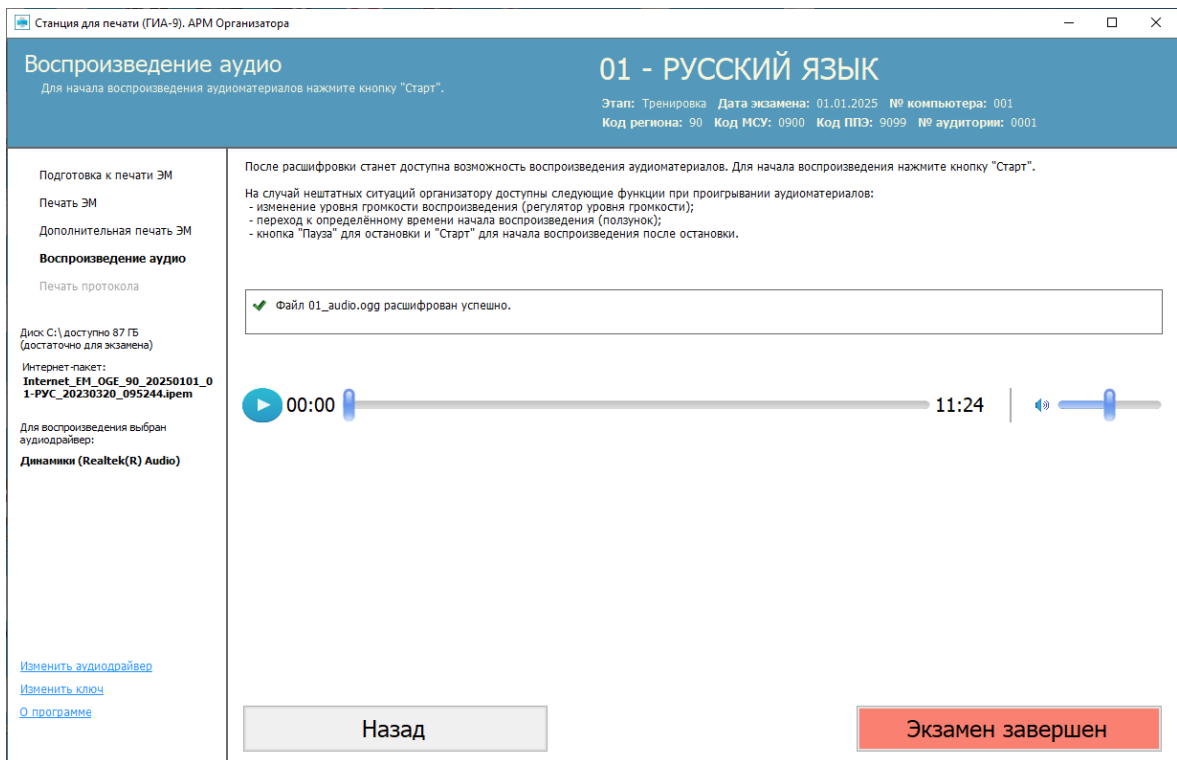 Станция для печати (ГИА-9). АРМ Организатора
Воспроизведение аудио
Для начала воспроизведения аудиоматериалов нажмите кнопку "Старт".
01 - РУССКИЙ ЯЗЫК
Этап: Тренировка Дата экзамена: 01.01.2025 № компьютера: 001
Код региона: 90 Код МСУ: 0900 Код ППЭ: 9099 № аудитории: 0001
Подготовка к печати ЭМ
Печать ЭМ
Дополнительная печать ЭМ
Воспроизведение аудио
Печать протокола
Диск C:\ доступно 87 ГБ
(достаточно для экзамена)
Интернет-пакет:
Internet_EM_OGE_90_20250101_0
1-РУС_20230320_095244.ipem
Для воспроизведения выбран
аудиодрайвер:
Динамики (Realtek(R) Audio)
Изменить аудиодрайвер
Изменить ключ
О программе
После расшифровки станет доступна возможность воспроизведения аудиоматериалов. Для начала воспроизведения нажмите кнопку "Старт".
На случай нештатных ситуаций организатору доступны следующие функции при проигрывании аудиоматериалов:
- изменение уровня громкости воспроизведения (регулятор уровня громкости);
- переход к определённому времени начала воспроизведения (ползунок);
- кнопка "Пауза" для остановки и "Старт" для начала воспроизведения после остановки.
Файл 01_audio.ogg расшифрован успешно.
00:00 11:24
Назад
Экзамен завершен